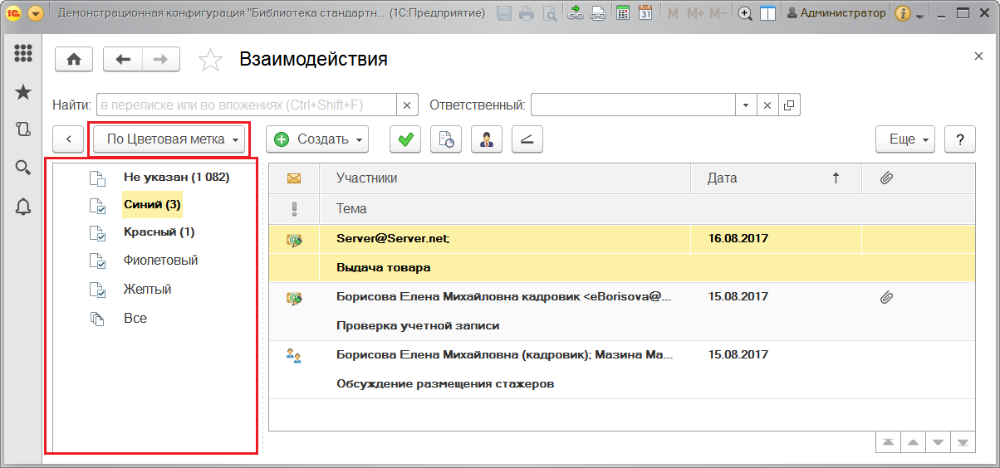 Демонстрационная конфигурация "Библиотека стандартн... (1С:Предприятие)
M M+ M- Администратор
Взаимодействия
Найти: в переписке или во вложениях (Ctrl+Shift+F) Ответственный:
По Цветовая метка Создать Еще ?
Не указан (1 082)
Синий (3)
Красный (1)
Фиолетовый
Желтый
Все
Участники Дата
Тема
Server@Server.net; 16.08.2017
Выдача товара
Борисова Елена Михайловна кадровик <eBorisova@... 15.08.2017
Проверка учетной записи
Борисова Елена Михайловна (кадровик); Мазина Ма... 15.08.2017
Обсуждение размещения стажеров